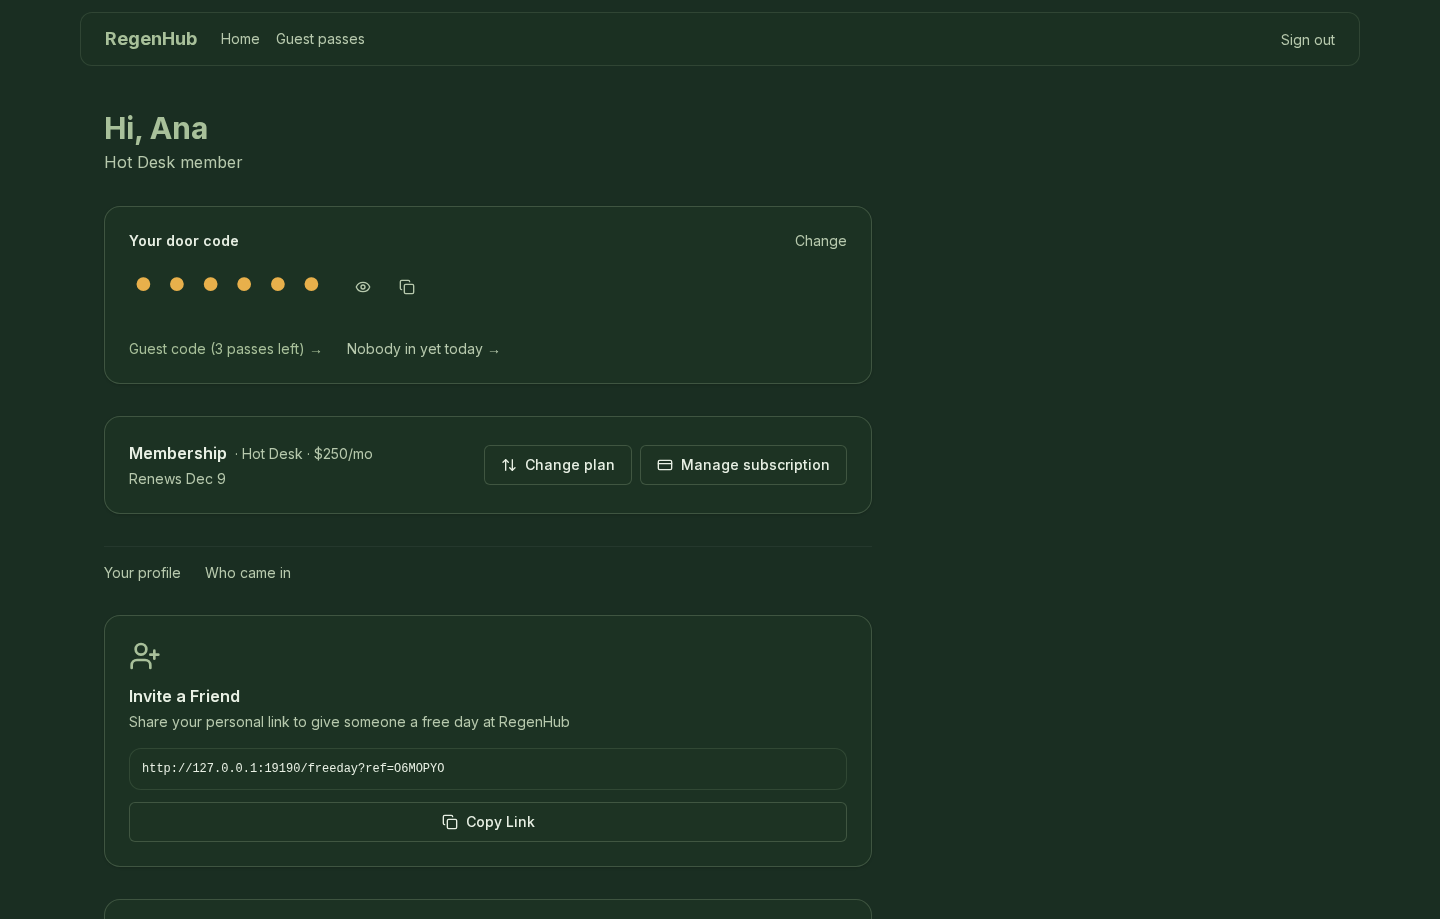 RegenHub Home Guest passes Sign out
Hi, Ana
Hot Desk member
Your door code Change
Guest code (3 passes left) → Nobody in yet today →
Membership · Hot Desk · $250/mo
Renews Dec 9
Change plan Manage subscription
Your profile Who came in
Invite a Friend
Share your personal link to give someone a free day at RegenHub
http://127.0.0.1:19190/freeday?ref=O6MOPYO
Copy Link